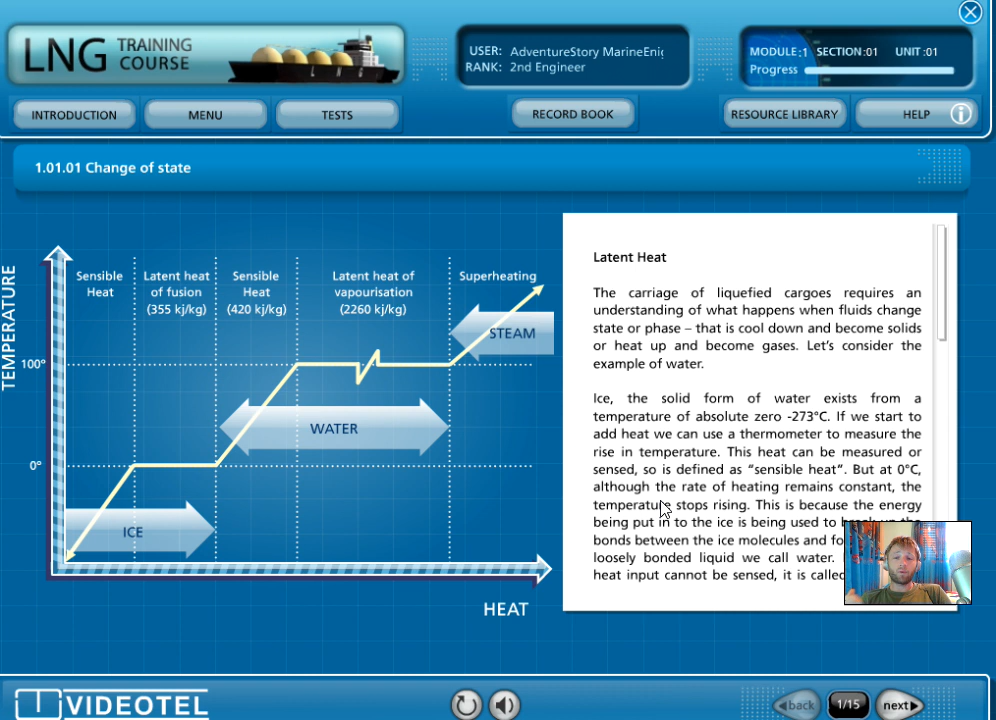 LNG TRAINING COURSE
L N G
USER: AdventureStory MarineEnig
RANK: 2nd Engineer
MODULE:1 SECTION:01 UNIT:01
Progress
INTRODUCTION
MENU
TESTS
RECORD BOOK
RESOURCE LIBRARY
HELP
i
1.01.01 Change of state
TEMPERATURE
Sensible
Heat
Latent heat
of fusion
(355 kj/kg)
Sensible
Heat
(420 kj/kg)
Latent heat of
vapourisation
(2260 kj/kg)
Superheating
STEAM
100°
WATER
0°
ICE
HEAT
Latent Heat
The carriage of liquefied cargoes requires an
understanding of what happens when fluids change
state or phase – that is cool down and become solids
or heat up and become gases. Let's consider the
example of water.
Ice, the solid form of water exists from a
temperature of absolute zero -273°C. If we start to
add heat we can use a thermometer to measure the
rise in temperature. This heat can be measured or
sensed, so is defined as “sensible heat”. But at 0°C,
although the rate of heating remains constant, the
temperature stops rising. This is because the energy
being put in to the ice is being used to
bonds between the ice molecules and
loosely bonded liquid we call water.
heat input cannot be sensed, it is called
VIDEOTEL
back
1/15
next